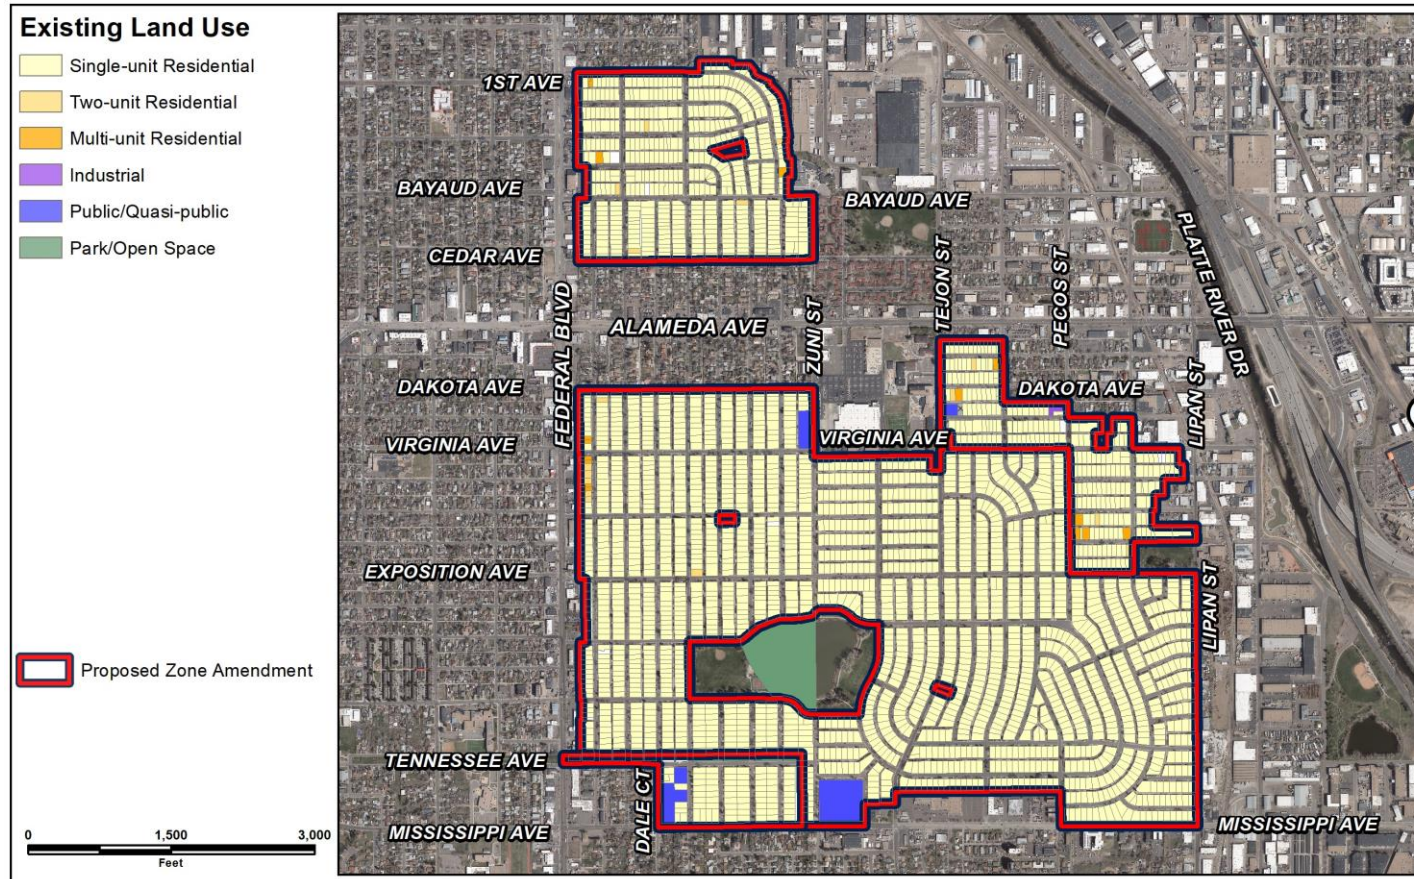 Existing Land Use
Single-unit Residential
Two-unit Residential
Multi-unit Residential
Industrial
Public/Quasi-public
Park/Open Space
Proposed Zone Amendment
0 1,500 3,000
Feet
1ST AVE
BAYAUD AVE
BAYAUD AVE
CEDAR AVE
FEDERAL BLVD
ALAMEDA AVE
ZUNI ST
TEJON ST
PECOS ST
PLATTE RIVER DR
DAKOTA AVE
DAKOTA AVE
LIPAN ST
VIRGINIA AVE
VIRGINIA AVE
EXPOSITION AVE
LIPAN ST
TENNESSEE AVE
DALE CT
MISSISSIPPI AVE
MISSISSIPPI AVE